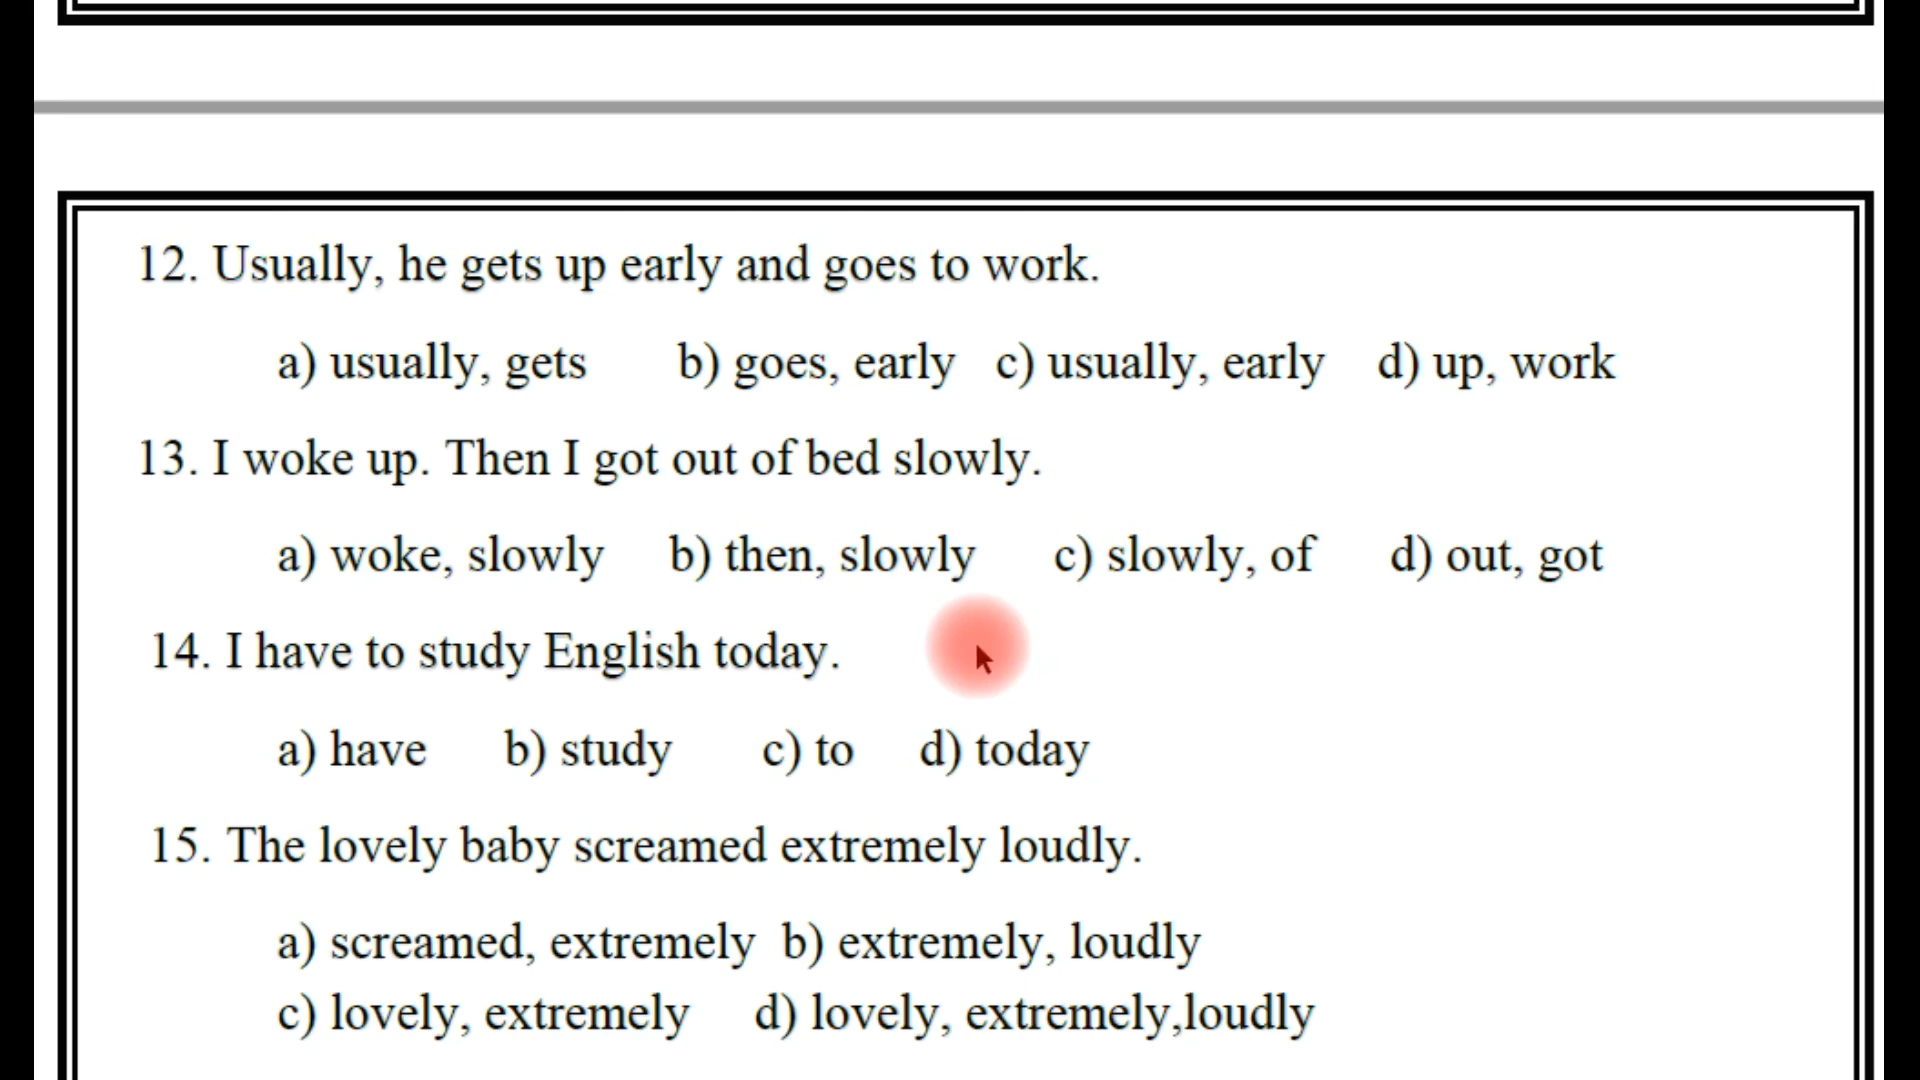 12. Usually, he gets up early and goes to work.
a) usually, gets b) goes, early c) usually, early d) up, work
13. I woke up. Then I got out of bed slowly.
a) woke, slowly b) then, slowly c) slowly, of d) out, got
14. I have to study English today.
a) have b) study c) to d) today
15. The lovely baby screamed extremely loudly.
a) screamed, extremely b) extremely, loudly
c) lovely, extremely d) lovely, extremely,loudly